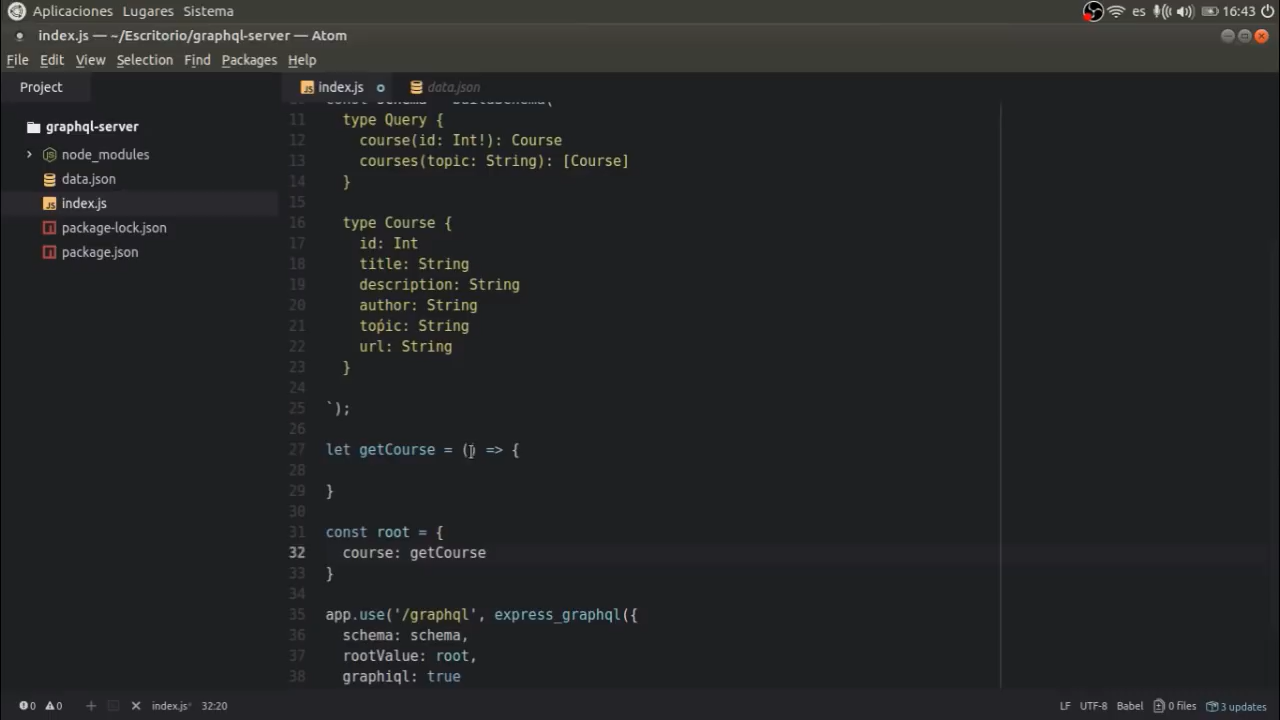 Aplicaciones Lugares Sistema es 16:43
index.js — ~/Escritorio/graphql-server — Atom
File Edit View Selection Find Packages Help
Project index.js data.json
graphql-server
node_modules
data.json
index.js
package-lock.json
package.json
11 type Query {
12 course(id: Int!): Course
13 courses(topic: String): [Course]
14 }
15
16 type Course {
17 id: Int
18 title: String
19 description: String
20 author: String
21 topic: String
22 url: String
23 }
24
25 `);
26
27 let getCourse = () => {
28
29 }
30
31 const root = {
32 course: getCourse
33 }
34
35 app.use('/graphql', express_graphql({
36 schema: schema,
37 rootValue: root,
38 graphiql: true
0 0 index.js* 32:20 LF UTF-8 Babel 0 files 3 updates